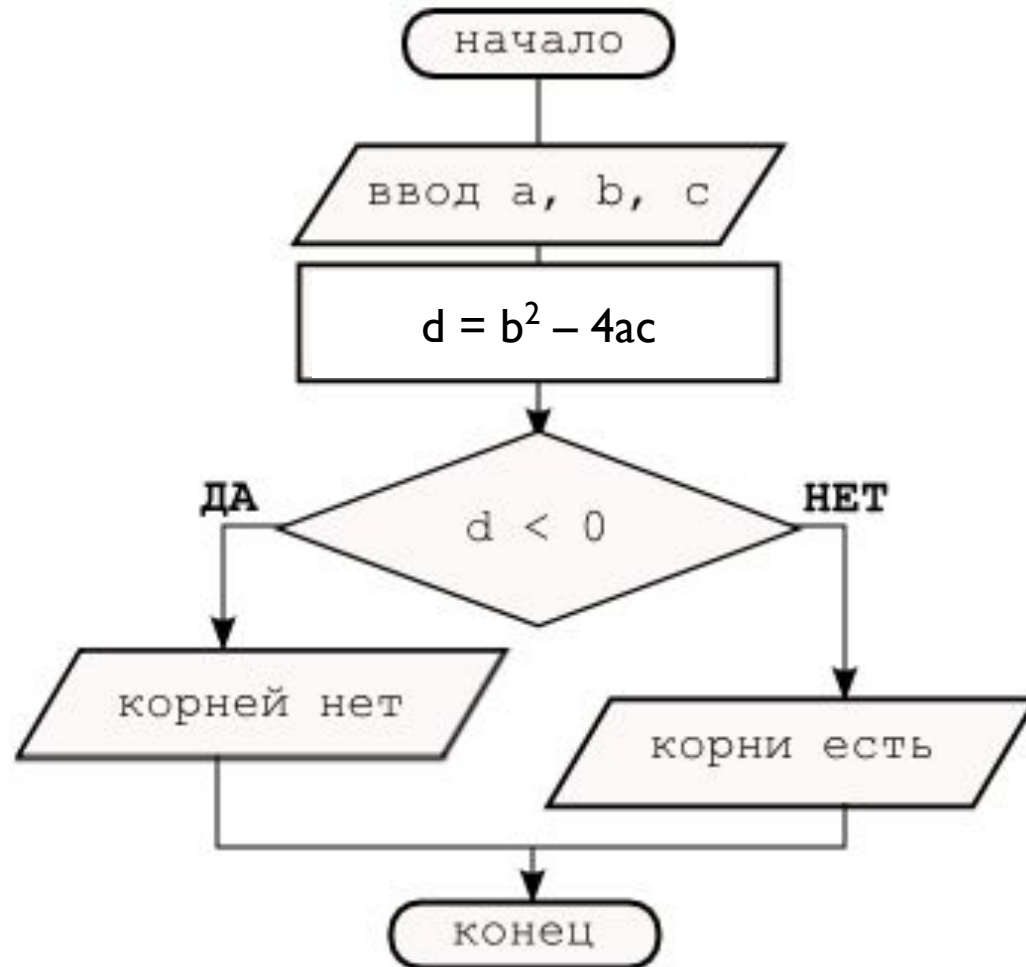 начало
ввод a, b, c
d = b² – 4ac
ДА
НЕТ
d < 0
корней нет
корни есть
конец